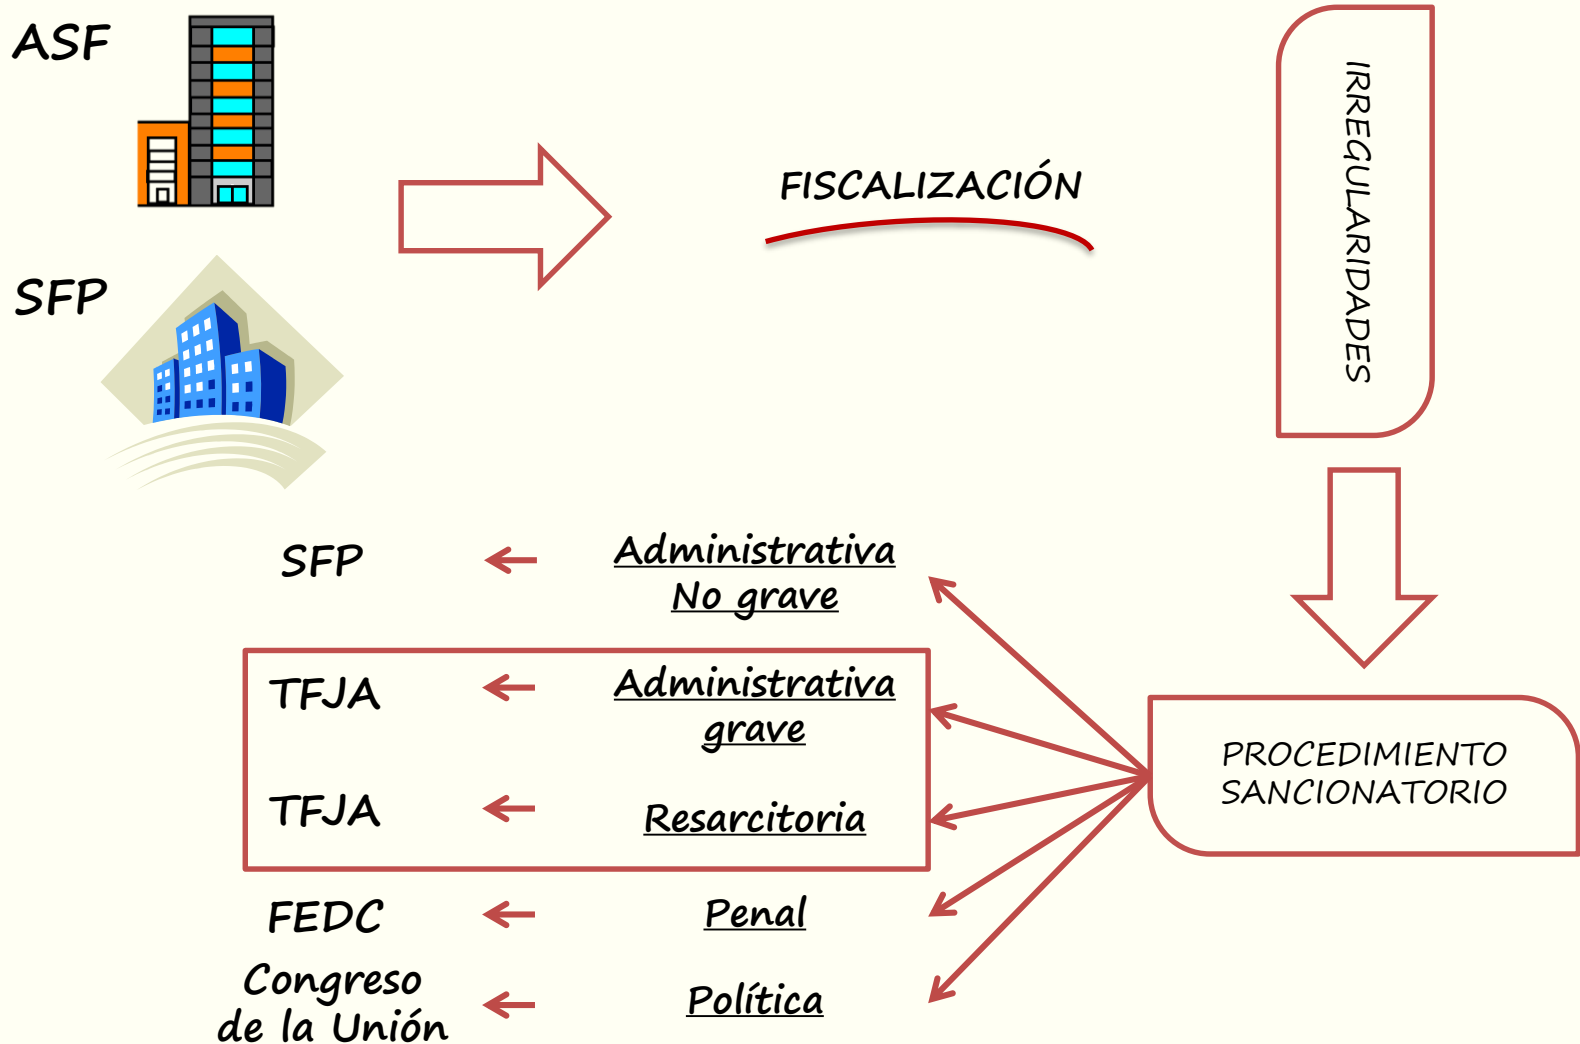 ASF
SFP
FISCALIZACIÓN
IRREGULARIDADES
SFP
Administrativa
No grave
TFJA
Administrativa
grave
TFJA
Resarcitoria
FEDC
Penal
Congreso
de la Unión
Política
PROCEDIMIENTO
SANCIONATORIO